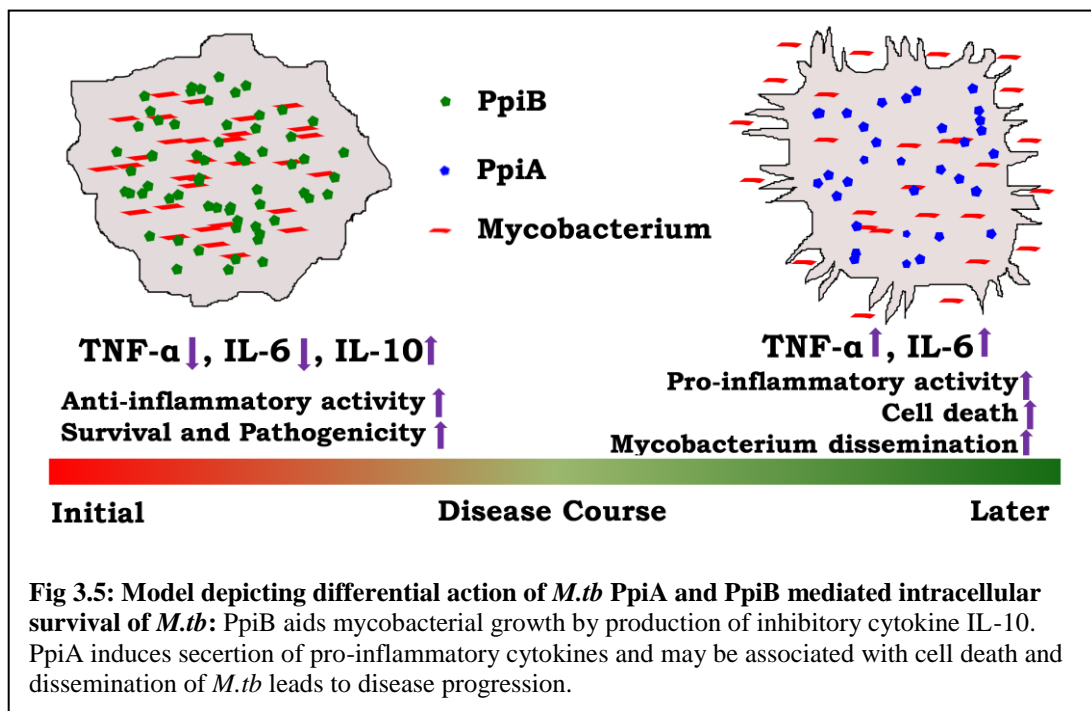 PpiB
PpiA
Mycobacterium
TNF-α↓, IL-6↓, IL-10↑
Anti-inflammatory activity↑
Survival and Pathogenicity↑
TNF-α↑, IL-6↑
Pro-inflammatory activity↑
Cell death↑
Mycobacterium dissemination↑
Initial
Disease Course
Later
Fig 3.5: Model depicting differential action of M.tb PpiA and PpiB mediated intracellular
survival of M.tb: PpiB aids mycobacterial growth by production of inhibitory cytokine IL-10.
PpiA induces secertion of pro-inflammatory cytokines and may be associated with cell death and
dissemination of M.tb leads to disease progression.